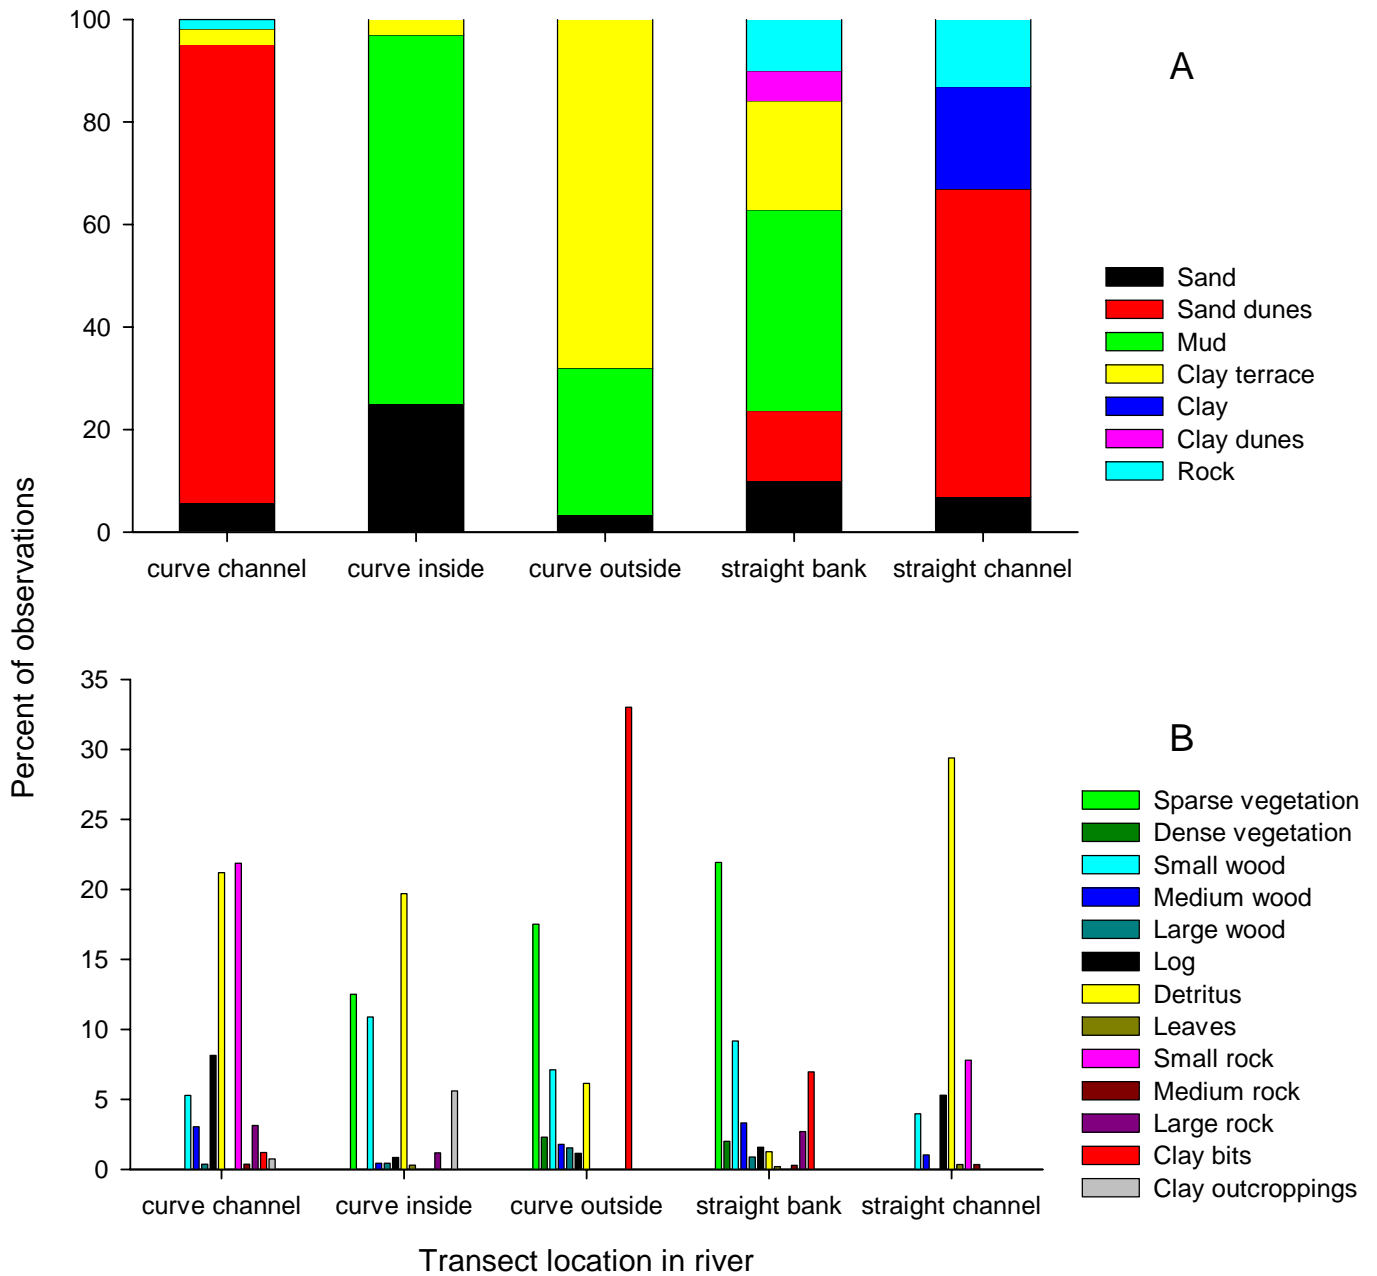 100
80
60
40
20
0
A
Sand
Sand dunes
Mud
Clay terrace
Clay
Clay dunes
Rock
curve channel curve inside curve outside straight bank straight channel
Percent of observations
35
30
25
20
15
10
5
0
B
Sparse vegetation
Dense vegetation
Small wood
Medium wood
Large wood
Log
Detritus
Leaves
Small rock
Medium rock
Large rock
Clay bits
Clay outcroppings
curve channel curve inside curve outside straight bank straight channel
Transect location in river